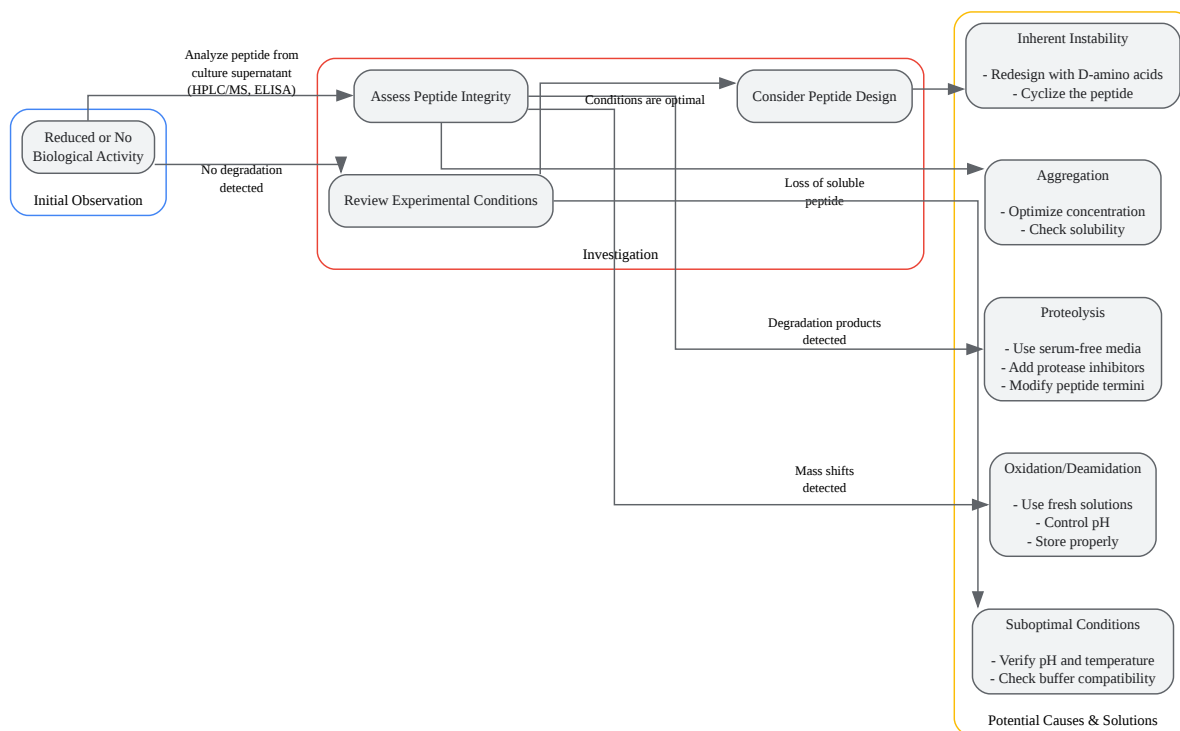 Analyze peptide from
culture supernatant
(HPLC/MS, ELISA)
Reduced or No
Biological Activity
Initial Observation
No degradation
detected
Assess Peptide Integrity
Review Experimental Conditions
Conditions are optimal
Consider Peptide Design
Investigation
Loss of soluble
peptide
Degradation products
detected
Mass shifts
detected
Inherent Instability
- Redesign with D-amino acids
- Cyclize the peptide
Aggregation
- Optimize concentration
- Check solubility
Proteolysis
- Use serum-free media
- Add protease inhibitors
- Modify peptide termini
Oxidation/Deamidation
- Use fresh solutions
- Control pH
- Store properly
Suboptimal Conditions
- Verify pH and temperature
- Check buffer compatibility
Potential Causes & Solutions